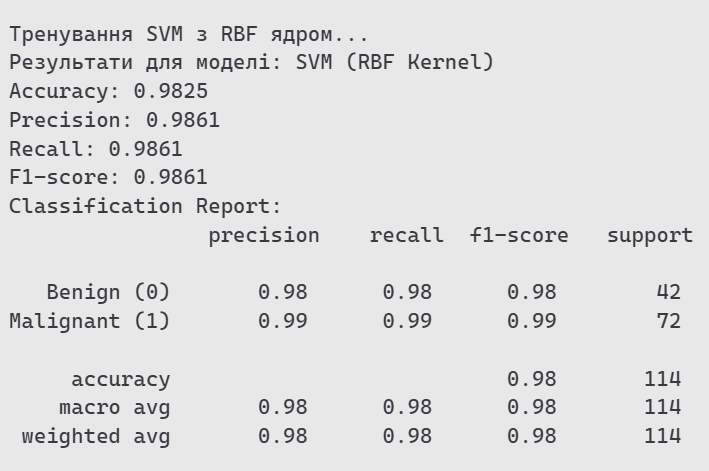 Тренування SVM з RBF ядром...
Результати для моделі: SVM (RBF Kernel)
Accuracy: 0.9825
Precision: 0.9861
Recall: 0.9861
F1-score: 0.9861
Classification Report:
precision recall f1-score support
Benign (0) 0.98 0.98 0.98 42
Malignant (1) 0.99 0.99 0.99 72
accuracy 0.98 114
macro avg 0.98 0.98 0.98 114
weighted avg 0.98 0.98 0.98 114